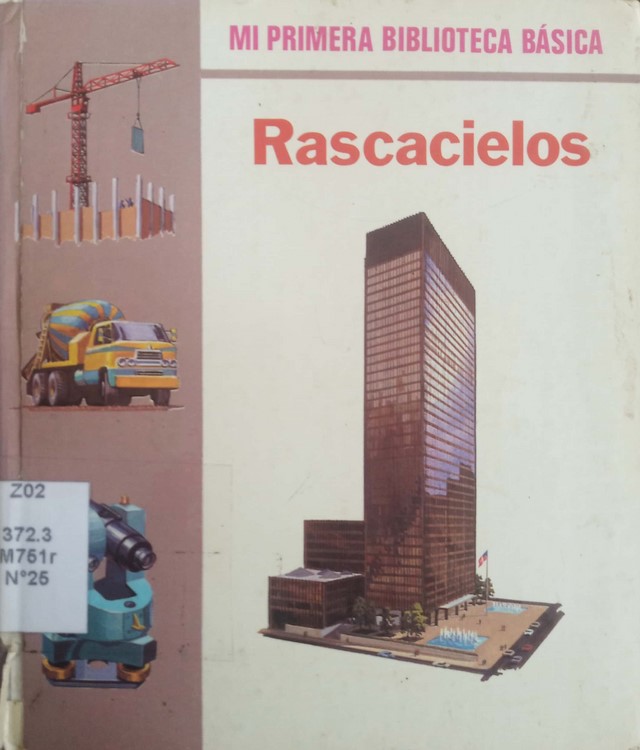 MI PRIMERA BIBLIOTECA BÁSICA
Rascacielos
Z02
372.3
M751r
N°25